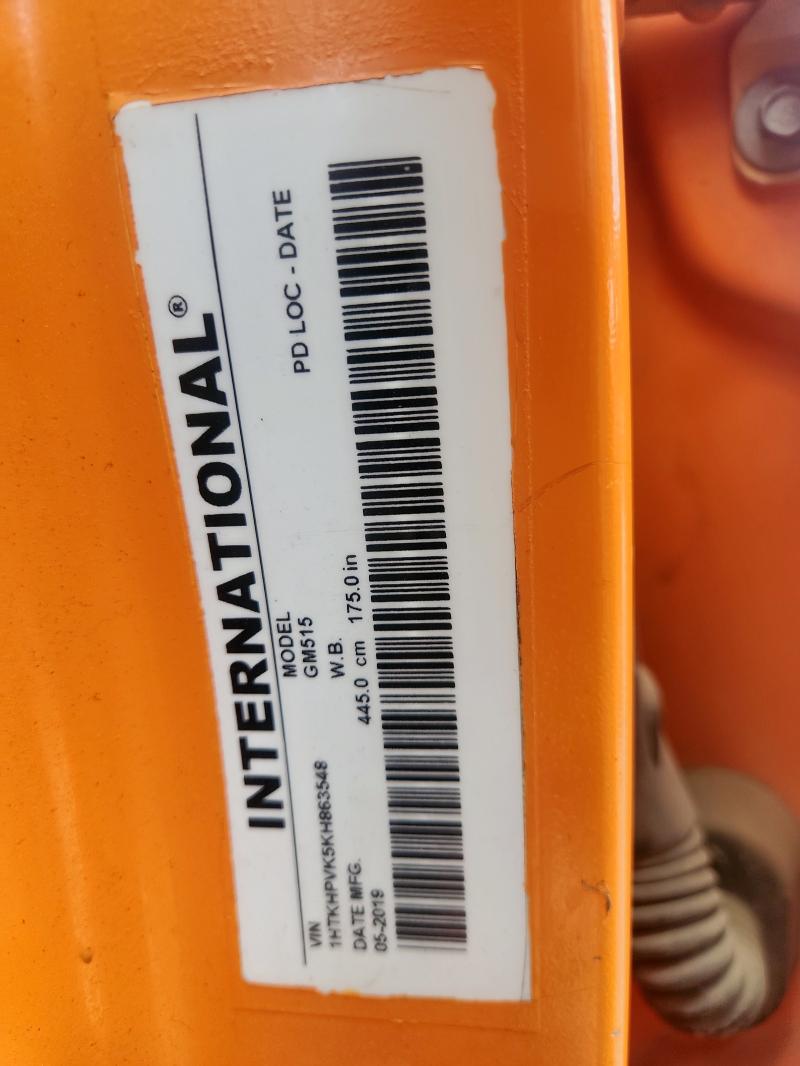 INTERNATIONAL®
VIN
1HTKHPVK5KH863548
MODEL
GM515
PD LOC - DATE
DATE MFG.
05-2019
W.B.
445.0 cm 175.0 in